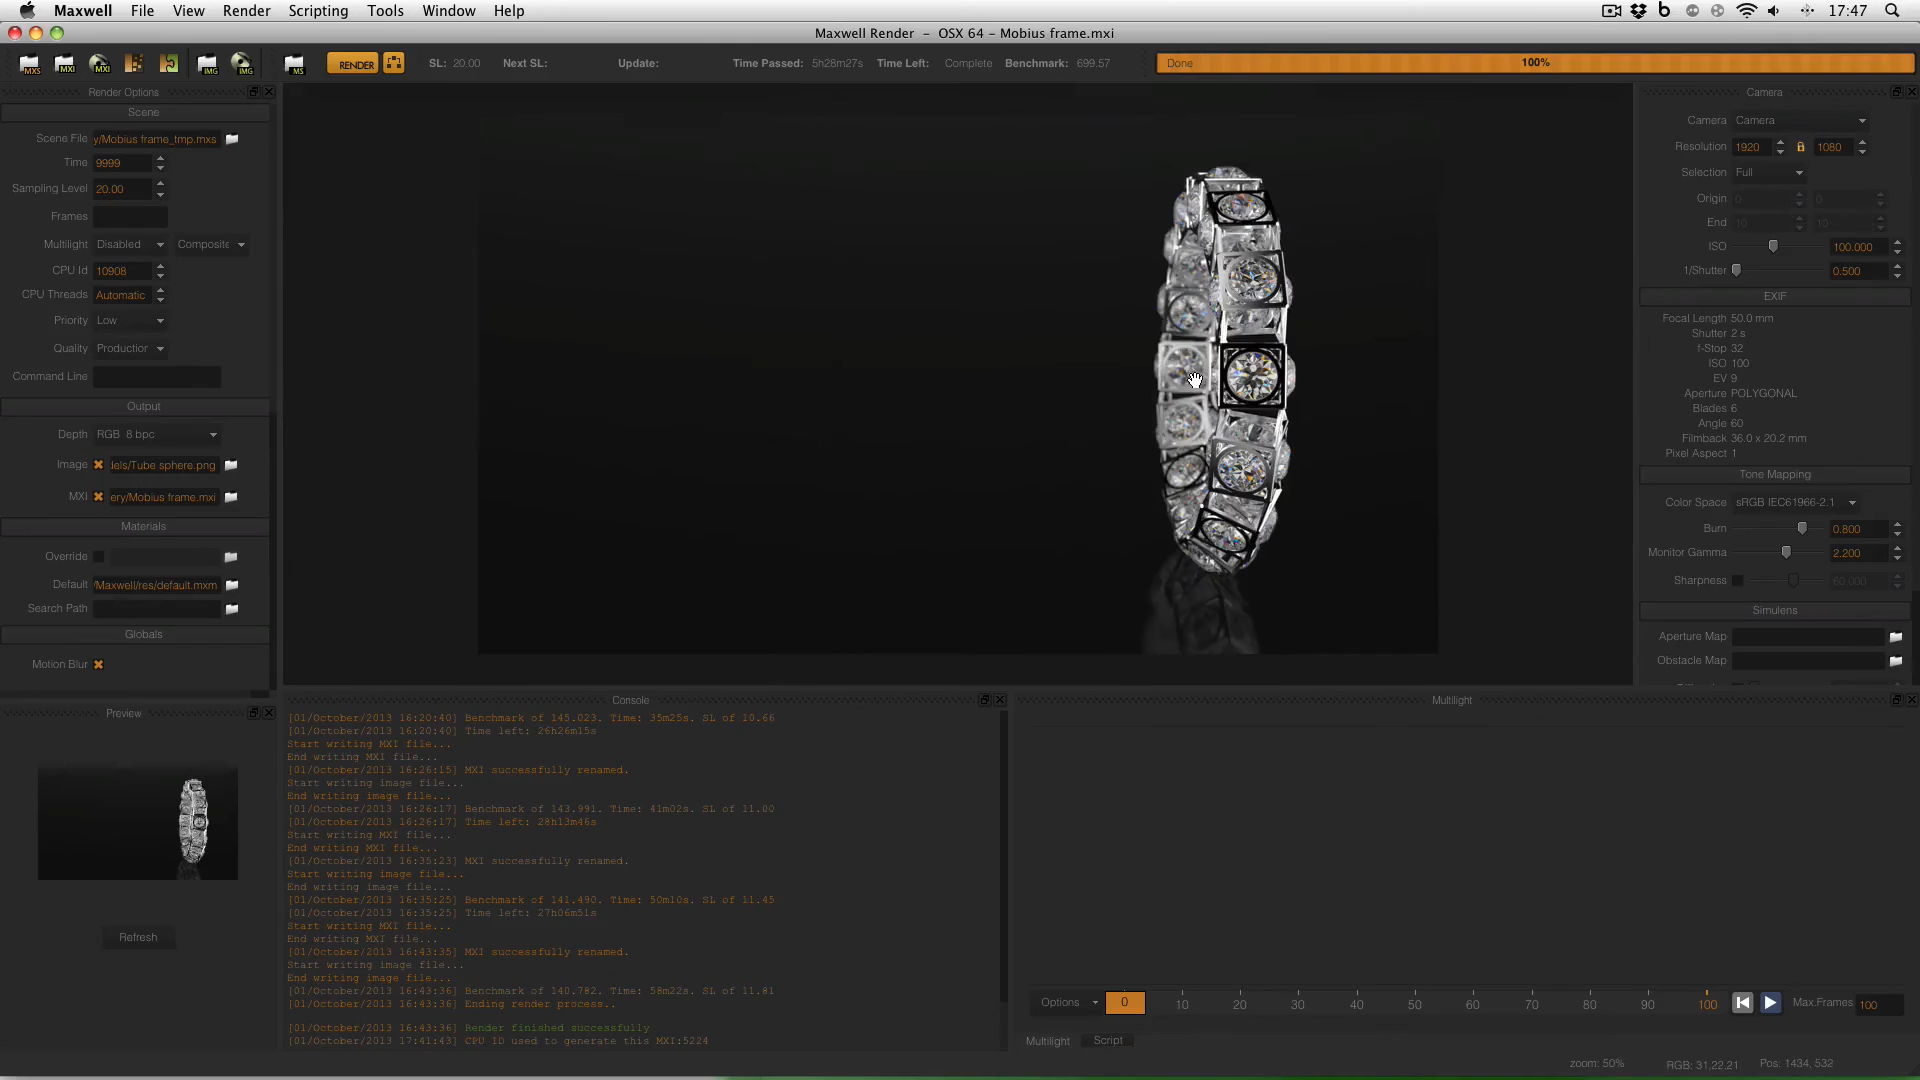 Maxwell File View Render Scripting Tools Window Help 17:47
Maxwell Render - OSX 64 - Mobius frame.mxi
MXS MXI MXI IMG IMG MS RENDER SL: 20.00 Next SL: Update: Time Passed: 5h28m27s Time Left: Complete Benchmark: 699.57 Done 100%
Render Options
Scene
Scene File y/Mobius frame_tmp.mxs
Time 9999
Sampling Level 20.00
Frames
Multilight Disabled Composite
CPU Id 10908
CPU Threads Automatic
Priority Low
Quality Production
Command Line
Output
Depth RGB 8 bpc
Image dels/Tube sphere.png
MXI ery/Mobius frame.mxi
Materials
Override
Default /Maxwell/res/default.mxm
Search Path
Globals
Motion Blur
Preview
Refresh
Console
[01/October/2013 16:20:40] Benchmark of 145.023. Time: 35m25s. SL of 10.66
[01/October/2013 16:20:40] Time left: 26h26m15s
Start writing MXI file...
End writing MXI file...
[01/October/2013 16:26:15] MXI successfully renamed.
Start writing image file...
End writing image file...
[01/October/2013 16:26:17] Benchmark of 143.991. Time: 41m02s. SL of 11.00
[01/October/2013 16:26:17] Time left: 28h13m46s
Start writing MXI file...
End writing MXI file...
[01/October/2013 16:35:23] MXI successfully renamed.
Start writing image file...
End writing image file...
[01/October/2013 16:35:25] Benchmark of 141.490. Time: 50m10s. SL of 11.45
[01/October/2013 16:35:25] Time left: 27h06m51s
Start writing MXI file...
End writing MXI file...
[01/October/2013 16:43:35] MXI successfully renamed.
Start writing image file...
End writing image file...
[01/October/2013 16:43:36] Benchmark of 140.782. Time: 58m22s. SL of 11.81
[01/October/2013 16:43:36] Ending render process..
[01/October/2013 16:43:36] Render finished successfully
[01/October/2013 17:41:43] CPU ID used to generate this MXI:5224
Camera
Camera Camera
Resolution 1920 1080
Selection Full
Origin 0 0
End 10 10
ISO 100.000
1/Shutter 0.500
EXIF
Focal Length 50.0 mm
Shutter 2 s
f-Stop 32
ISO 100
EV 9
Aperture POLYGONAL
Blades 6
Angle 60
Filmback 36.0 x 20.2 mm
Pixel Aspect 1
Tone Mapping
Color Space sRGB IEC61966-2.1
Burn 0.800
Monitor Gamma 2.200
Sharpness 60.000
Simulens
Aperture Map
Obstacle Map
Multilight
Options 0 10 20 30 40 50 60 70 80 90 100 Max.Frames 100
Multilight Script
zoom: 50% RGB: 31,22,21 Pos: 1434, 532